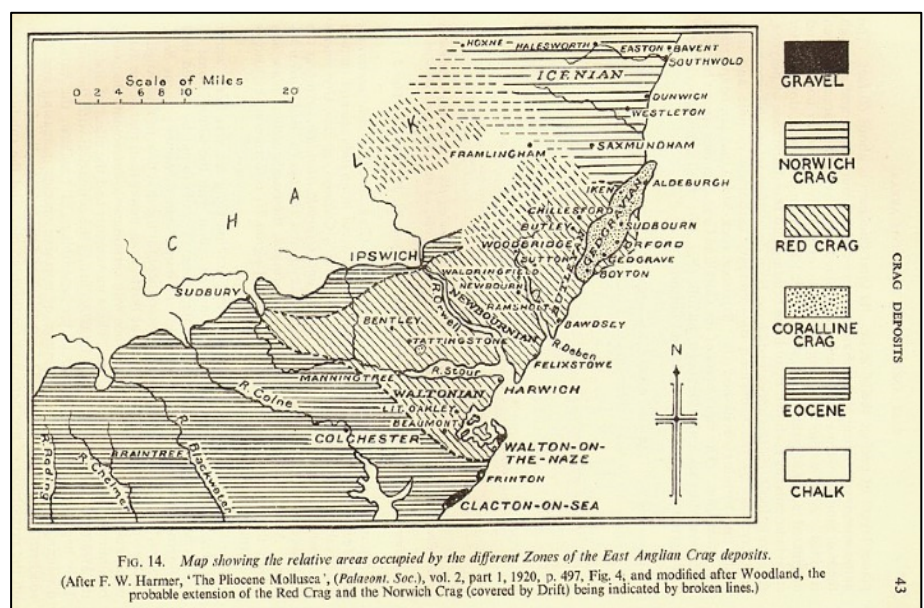 HOXNE
HALESWORTH
EASTON BAVENT
SOUTHWOLD
Scale of Miles
0 2 4 6 8 10 20
ICENIAN
DUNWICH
WESTLETON
C H A L K
FRAMLINGHAM
SAXMUNDHAM
IKEN
ALDEBURGH
CHILLESFORD
BUTLEY
SUDBOURN
WOODBRIDGE
GEDGRAVIAN
ORFORD
SUTTON
GEDGRAVE
BUTLEYAN
BOYTON
IPSWICH
WALDRINGFIELD
NEWBOURN
SUDBURY
RAMSHOLT
R. Orwell
NEWBOURNIAN
BENTLEY
BAWDSEY
TATTINGSTONE
R. Deben
FELIXSTOWE
R. Stour
MANNINGTREE
HARWICH
WALTONIAN
R. Colne
LIT. OAKLEY
BEAUMONT
COLCHESTER
WALTON-ON-
THE-NAZE
R. Roding
R. Chelmer
BRAINTREE
R. Blackwater
FRINTON
CLACTON-ON-SEA
N
GRAVEL
NORWICH
CRAG
RED CRAG
CORALLINE
CRAG
EOCENE
CHALK
CRAG DEPOSITS
43
FIG. 14. Map showing the relative areas occupied by the different Zones of the East Anglian Crag deposits.
(After F. W. Harmer, 'The Pliocene Mollusca', (Palaeont. Soc.), vol. 2, part 1, 1920, p. 497, Fig. 4, and modified after Woodland, the
probable extension of the Red Crag and the Norwich Crag (covered by Drift) being indicated by broken lines.)